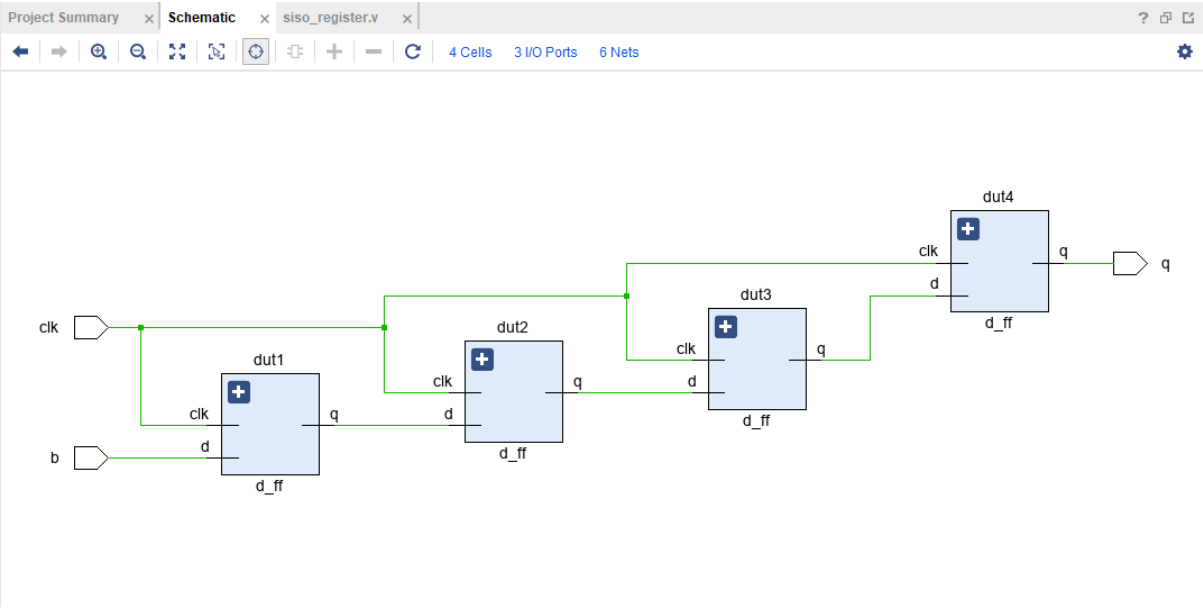 Project Summary × Schematic × siso_register.v × ?
4 Cells 3 I/O Ports 6 Nets
dut4
clk q q
d
d_ff
dut3
clk q
d
d_ff
clk
dut2
clk q
d
d_ff
dut1
clk q
d
d_ff
b